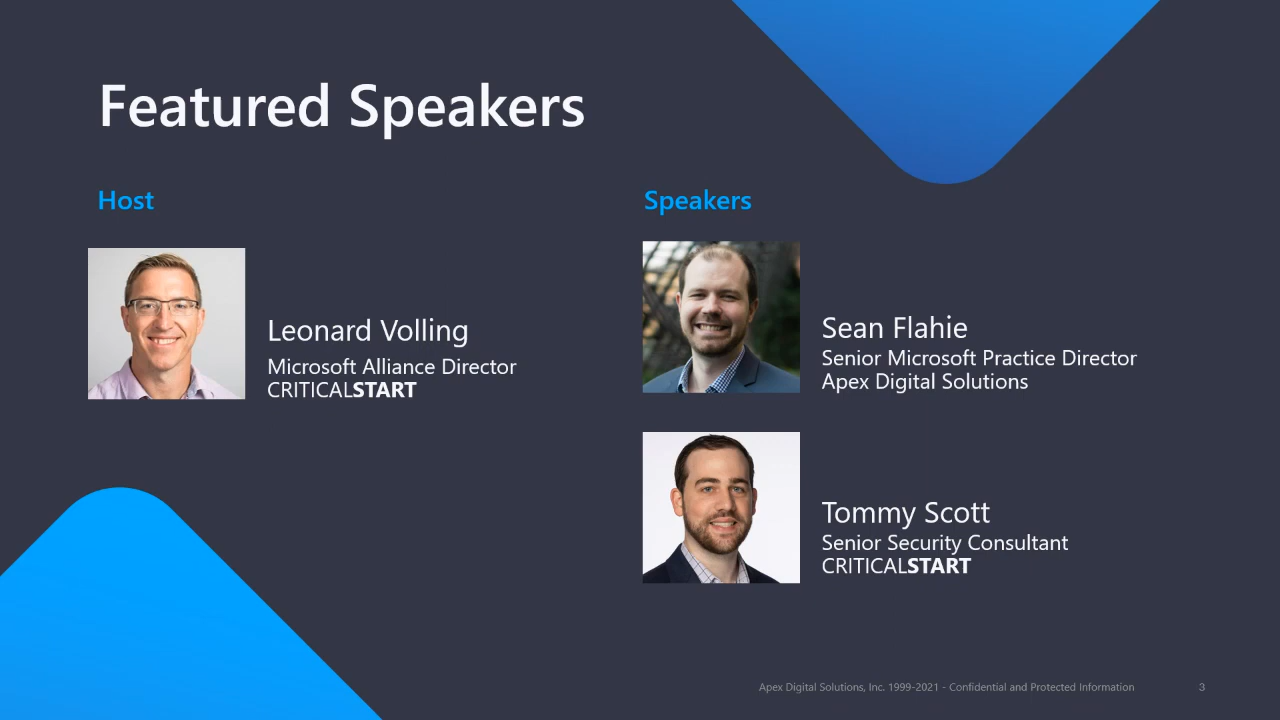 Featured Speakers
Host
Leonard Volling
Microsoft Alliance Director
CRITICALSTART
Speakers
Sean Flahie
Senior Microsoft Practice Director
Apex Digital Solutions
Tommy Scott
Senior Security Consultant
CRITICALSTART
Apex Digital Solutions, Inc. 1999-2021 - Confidential and Protected Information
3